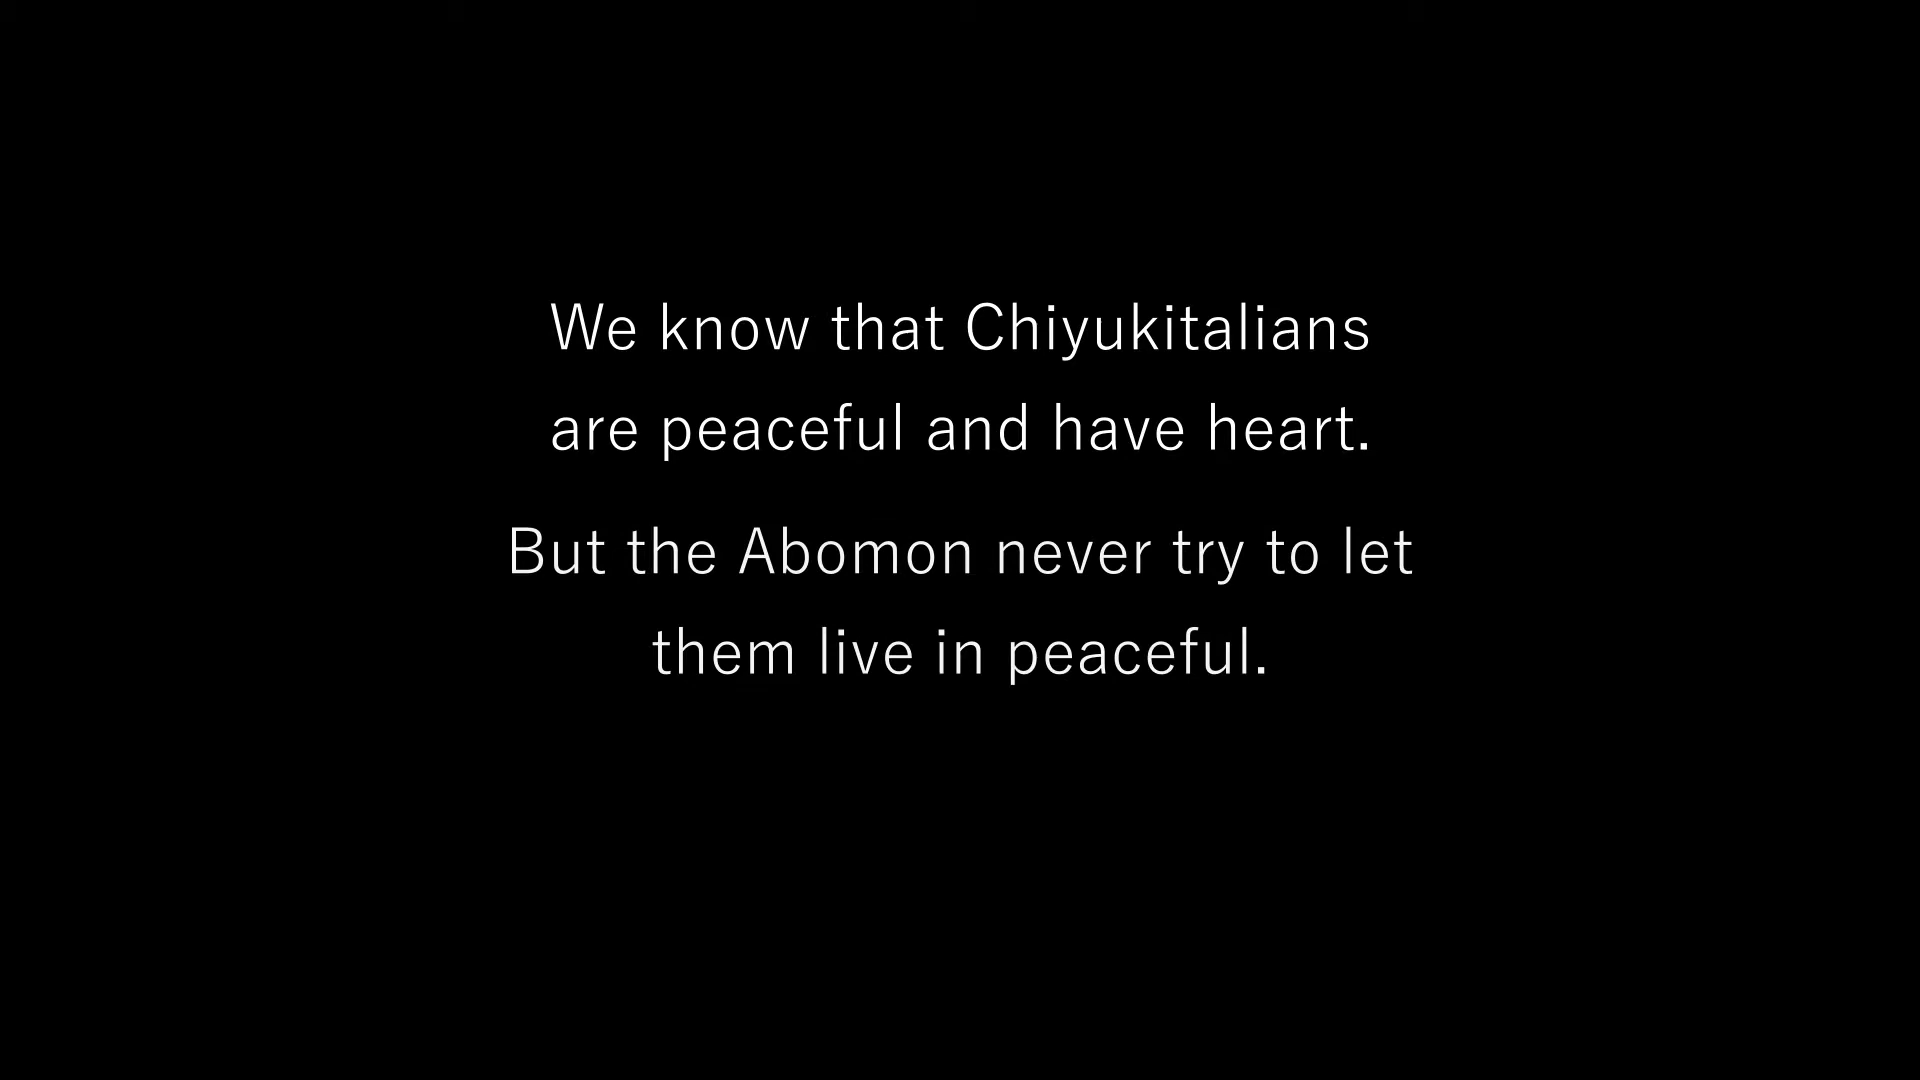 We know that Chiyukitalians
are peaceful and have heart.
But the Abomon never try to let
them live in peaceful.